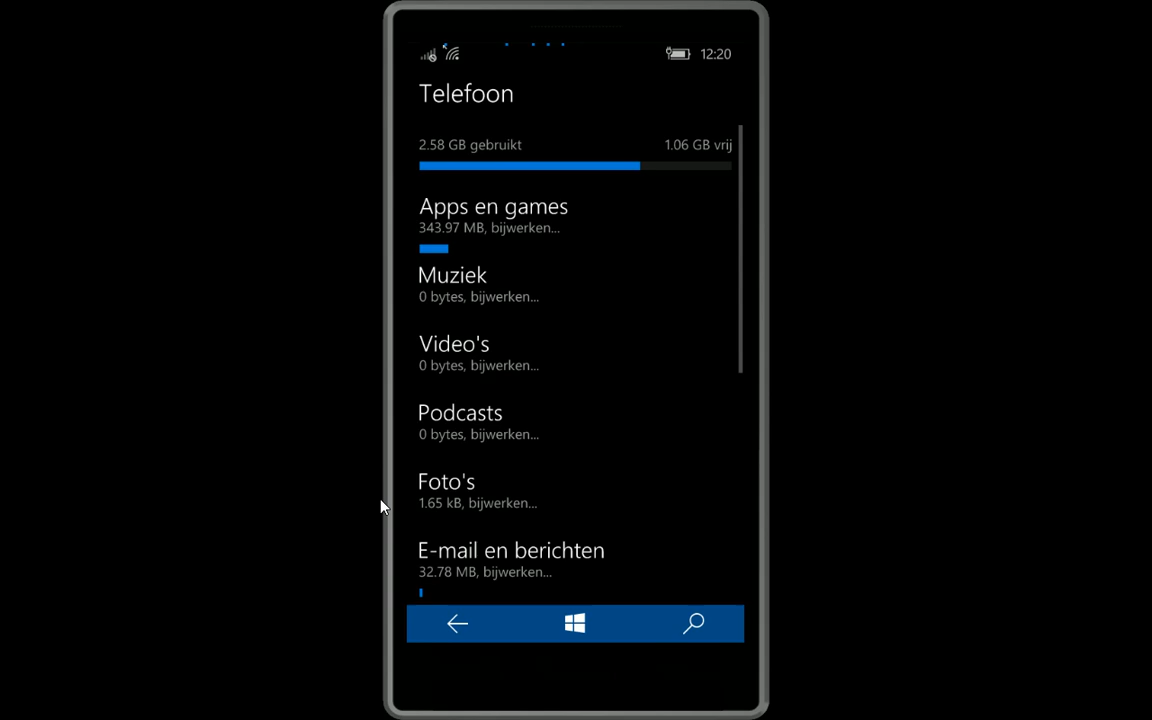 12:20
Telefoon
2.58 GB gebruikt 1.06 GB vrij
Apps en games
343.97 MB, bijwerken...
Muziek
0 bytes, bijwerken...
Video's
0 bytes, bijwerken...
Podcasts
0 bytes, bijwerken...
Foto's
1.65 kB, bijwerken...
E-mail en berichten
32.78 MB, bijwerken...